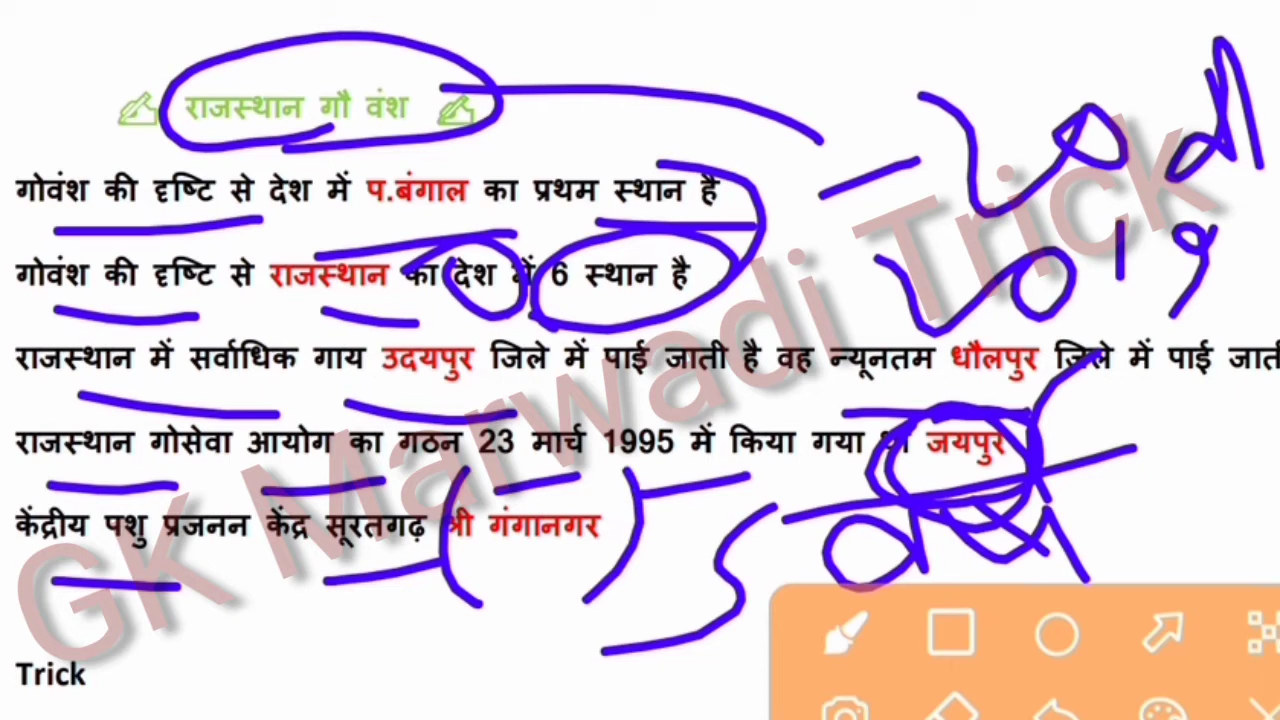 राजस्थान गौ वंश
गोवंश की दृष्टि से देश में प.बंगाल का प्रथम स्थान है
गोवंश की दृष्टि से राजस्थान का देश में 6 स्थान है
राजस्थान में सर्वाधिक गाय उदयपुर जिले में पाई जाती है वह न्यूनतम धौलपुर जिले में पाई जाती
राजस्थान गोसेवा आयोग का गठन 23 मार्च 1995 में किया गया था जयपुर
केंद्रीय पशु प्रजनन केंद्र सूरतगढ़ श्री गंगानगर
Trick
GK Marwadi Trick